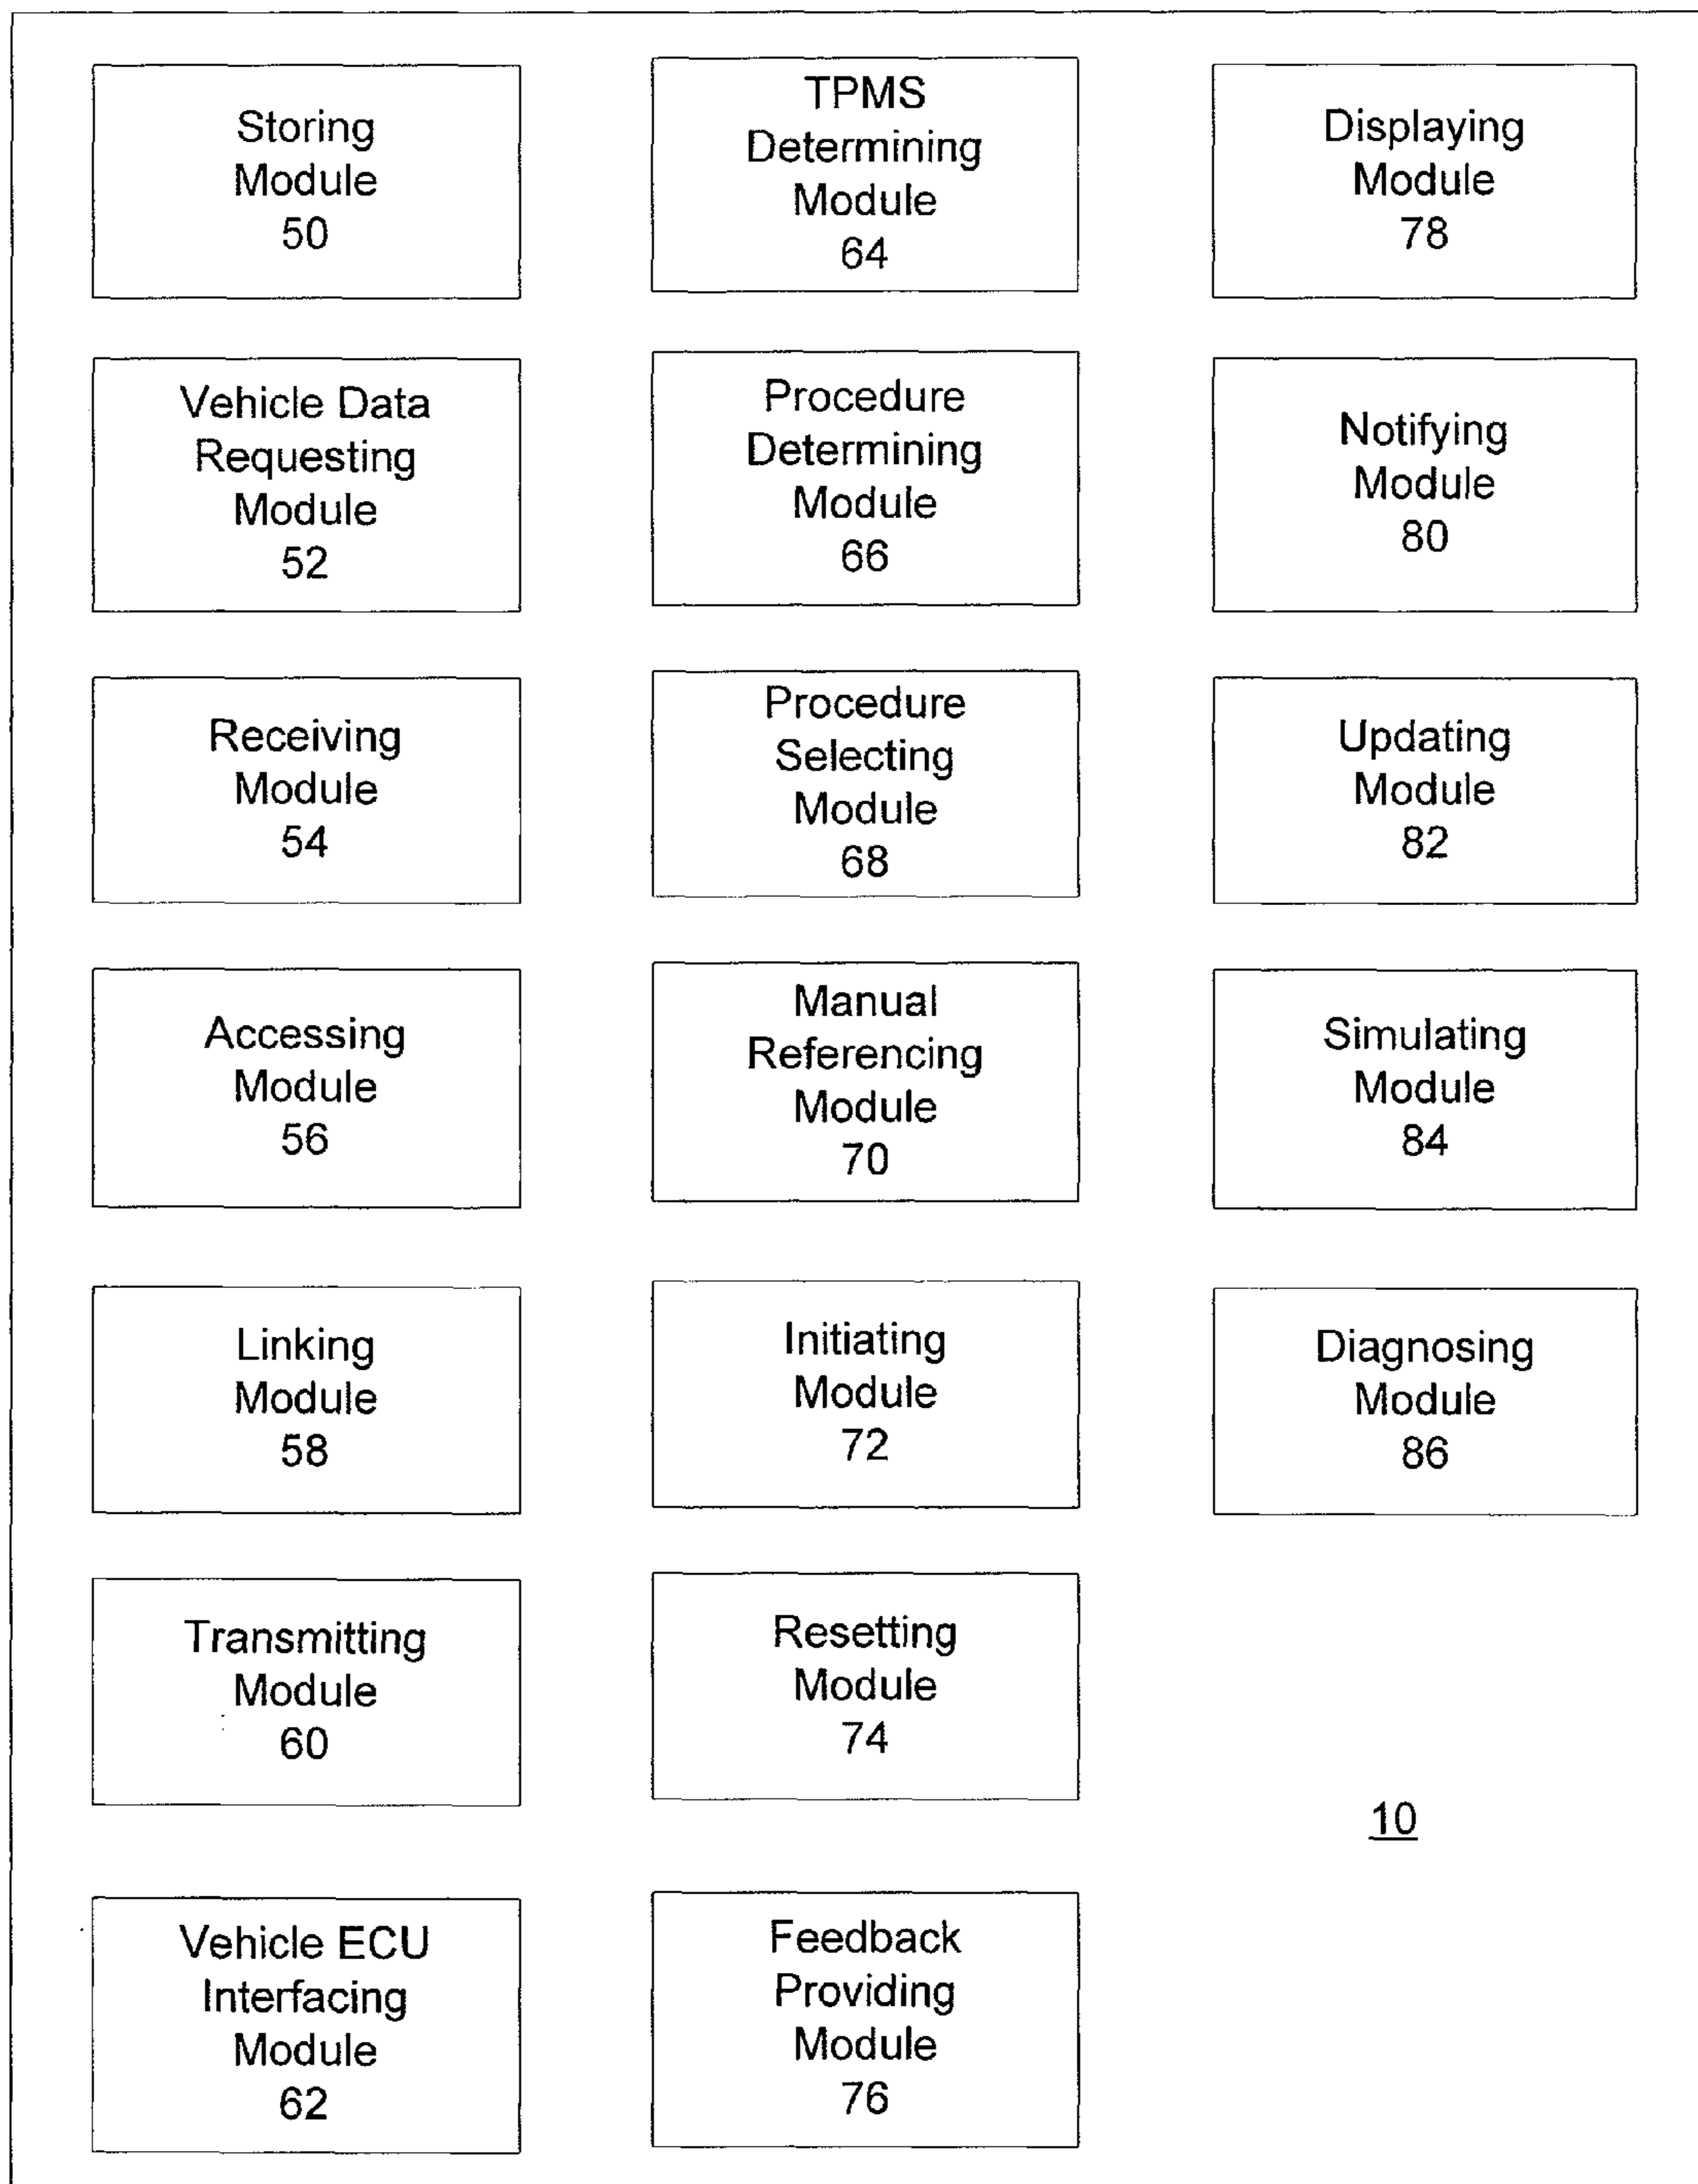 Storing
Module
50
Vehicle Data
Requesting
Module
52
Receiving
Module
54
Accessing
Module
56
Linking
Module
58
Transmitting
Module
60
Vehicle ECU
Interfacing
Module
62
TPMS
Determining
Module
64
Procedure
Determining
Module
66
Procedure
Selecting
Module
68
Manual
Referencing
Module
70
Initiating
Module
72
Resetting
Module
74
Feedback
Providing
Module
76
Displaying
Module
78
Notifying
Module
80
Updating
Module
82
Simulating
Module
84
Diagnosing
Module
86
10